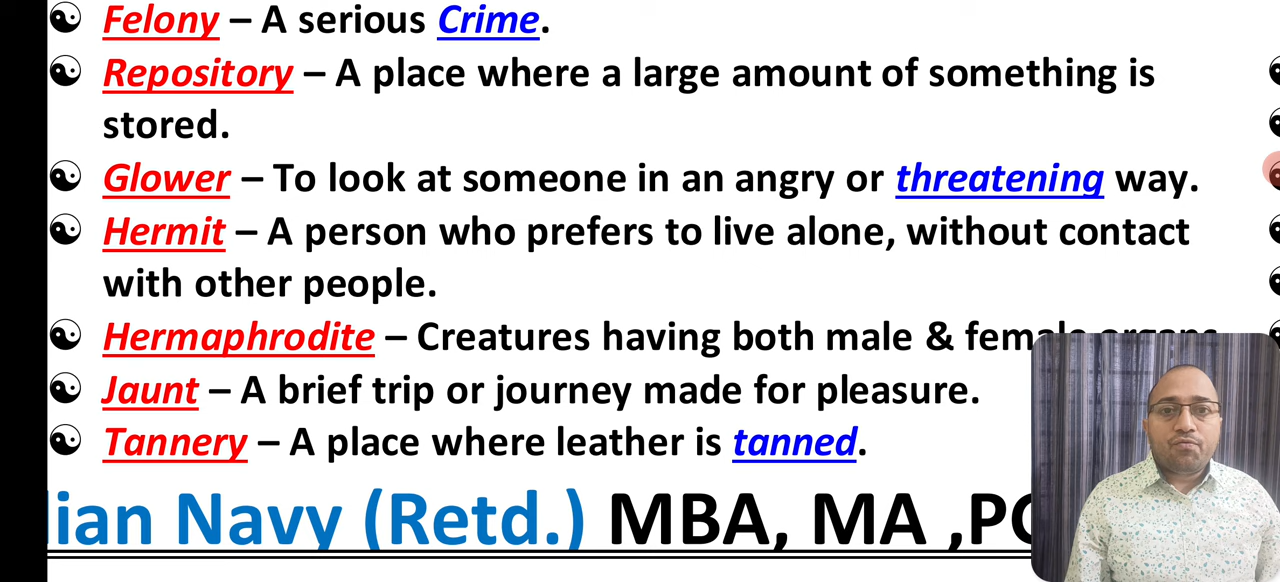 Felony – A serious Crime.
Repository – A place where a large amount of something is
stored.
Glower – To look at someone in an angry or threatening way.
Hermit – A person who prefers to live alone, without contact
with other people.
Hermaphrodite – Creatures having both male & female organs
Jaunt – A brief trip or journey made for pleasure.
Tannery – A place where leather is tanned.
Navy (Retd.) MBA, MA ,